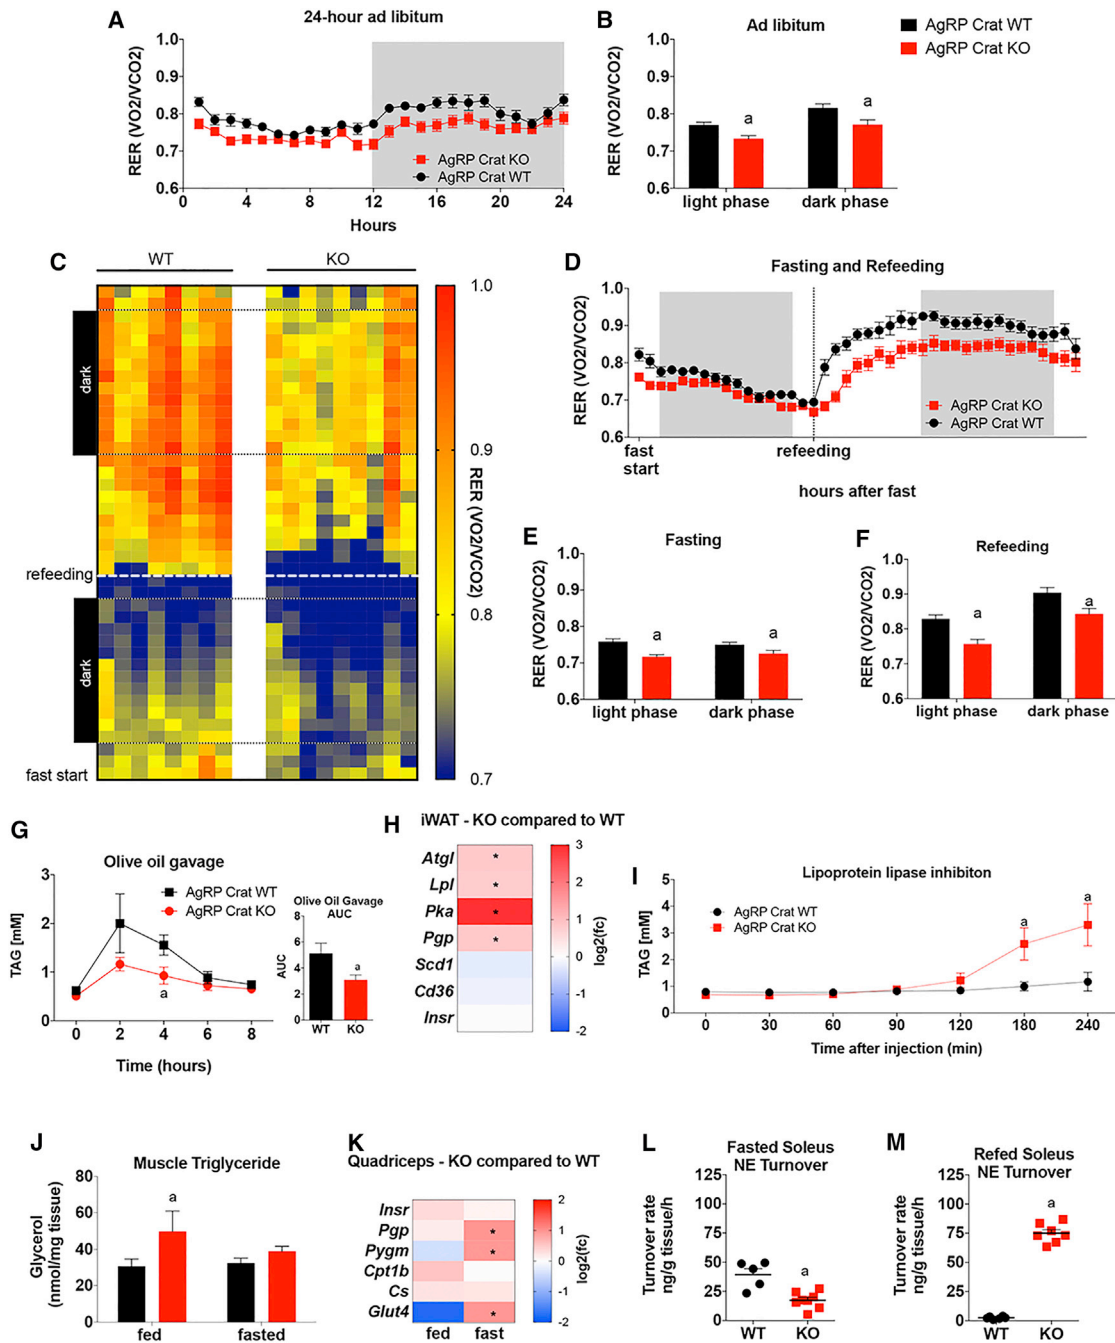 A
24-hour ad libitum
RER (VO2/VCO2)
1.0
0.9
0.8
0.7
0.6
AgRP Crat KO
AgRP Crat WT
0
4
8
12
16
20
24
Hours
B
Ad libitum
AgRP Crat WT
AgRP Crat KO
RER (VO2/VCO2)
1.0
0.9
0.8
0.7
0.6
a
a
light phase
dark phase
C
WT
KO
dark
refeeding
dark
fast start
1.0
0.9
0.8
0.7
RER (VO2/VCO2)
D
Fasting and Refeeding
RER (VO2/VCO2)
1.0
0.9
0.8
0.7
0.6
AgRP Crat KO
AgRP Crat WT
fast
start
refeeding
hours after fast
E
Fasting
RER (VO2/VCO2)
1.0
0.9
0.8
0.7
0.6
a
a
light phase
dark phase
F
Refeeding
RER (VO2/VCO2)
1.0
0.9
0.8
0.7
0.6
a
a
light phase
dark phase
G
Olive oil gavage
TAG [mM]
3
2
1
0
AgRP Crat WT
AgRP Crat KO
a
0
2
4
6
8
Time (hours)
Olive Oil Gavage
AUC
AUC
8
6
4
2
0
a
WT
KO
H
iWAT - KO compared to WT
Atgl
*
Lpl
*
Pka
*
Pgp
*
Scd1
Cd36
Insr
3
2
1
0
-1
-2
log2(fc)
I
Lipoprotein lipase inhibiton
TAG [mM]
5
4
3
2
1
0
AgRP Crat WT
AgRP Crat KO
a
a
0
30
60
90
120
180
240
Time after injection (min)
J
Muscle Triglyceride
Glycerol
(nmol/mg tissue)
80
60
40
20
0
a
fed
fasted
K
Quadriceps - KO compared to WT
Insr
Pgp
*
Pygm
*
Cpt1b
Cs
Glut4
*
fed
fast
2
1
0
-1
-2
log2(fc)
L
Fasted Soleus
NE Turnover
Turnover rate
ng/g tissue/h
125
100
75
50
25
0
a
WT
KO
M
Refed Soleus
NE Turnover
Turnover rate
ng/g tissue/h
125
100
75
50
25
0
a
WT
KO